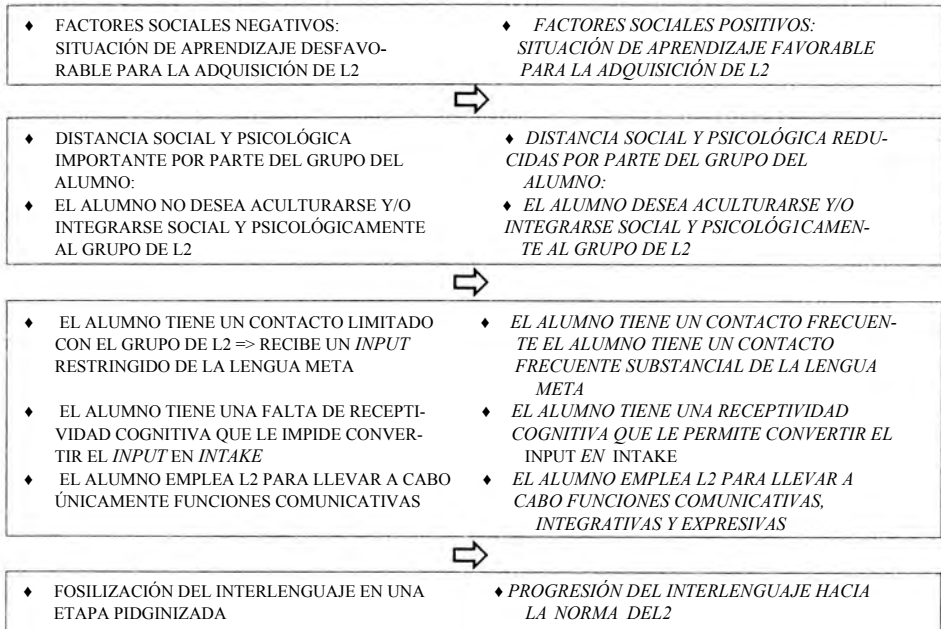 ♦ FACTORES SOCIALES NEGATIVOS:
SITUACIÓN DE APRENDIZAJE DESFAVO-
RABLE PARA LA ADQUISICIÓN DE L2
♦ FACTORES SOCIALES POSITIVOS:
SITUACIÓN DE APRENDIZAJE FAVORABLE
PARA LA ADQUISICIÓN DE L2
♦ DISTANCIA SOCIAL Y PSICOLÓGICA
IMPORTANTE POR PARTE DEL GRUPO DEL
ALUMNO:
♦ EL ALUMNO NO DESEA ACULTURARSE Y/O
INTEGRARSE SOCIAL Y PSICOLÓGICAMENTE
AL GRUPO DE L2
♦ DISTANCIA SOCIAL Y PSICOLÓGICA REDU-
CIDAS POR PARTE DEL GRUPO DEL
ALUMNO:
♦ EL ALUMNO DESEA ACULTURARSE Y/O
INTEGRARSE SOCIAL Y PSICOLÓG1CAMEN-
TE AL GRUPO DE L2
♦ EL ALUMNO TIENE UN CONTACTO LIMITADO
CON EL GRUPO DE L2 => RECIBE UN INPUT
RESTRINGIDO DE LA LENGUA META
♦ EL ALUMNO TIENE UNA FALTA DE RECEPTI-
VIDAD COGNITIVA QUE LE IMPIDE CONVER-
TIR EL INPUT EN INTAKE
♦ EL ALUMNO EMPLEA L2 PARA LLEVAR A CABO
ÚNICAMENTE FUNCIONES COMUNICATIVAS
♦ EL ALUMNO TIENE UN CONTACTO FRECUEN-
TE EL ALUMNO TIENE UN CONTACTO
FRECUENTE SUBSTANCIAL DE LA LENGUA
META
♦ EL ALUMNO TIENE UNA RECEPTIVIDAD
COGNITIVA QUE LE PERMITE CONVERTIR EL
INPUT EN INTAKE
♦ EL ALUMNO EMPLEA L2 PARA LLEVAR A
CABO FUNCIONES COMUNICATIVAS,
INTEGRATIVAS Y EXPRESIVAS
♦ FOSILIZACIÓN DEL INTERLENGUAJE EN UNA
ETAPA PIDGINIZADA
♦ PROGRESIÓN DEL INTERLENGUAJE HACIA
LA NORMA DEL2